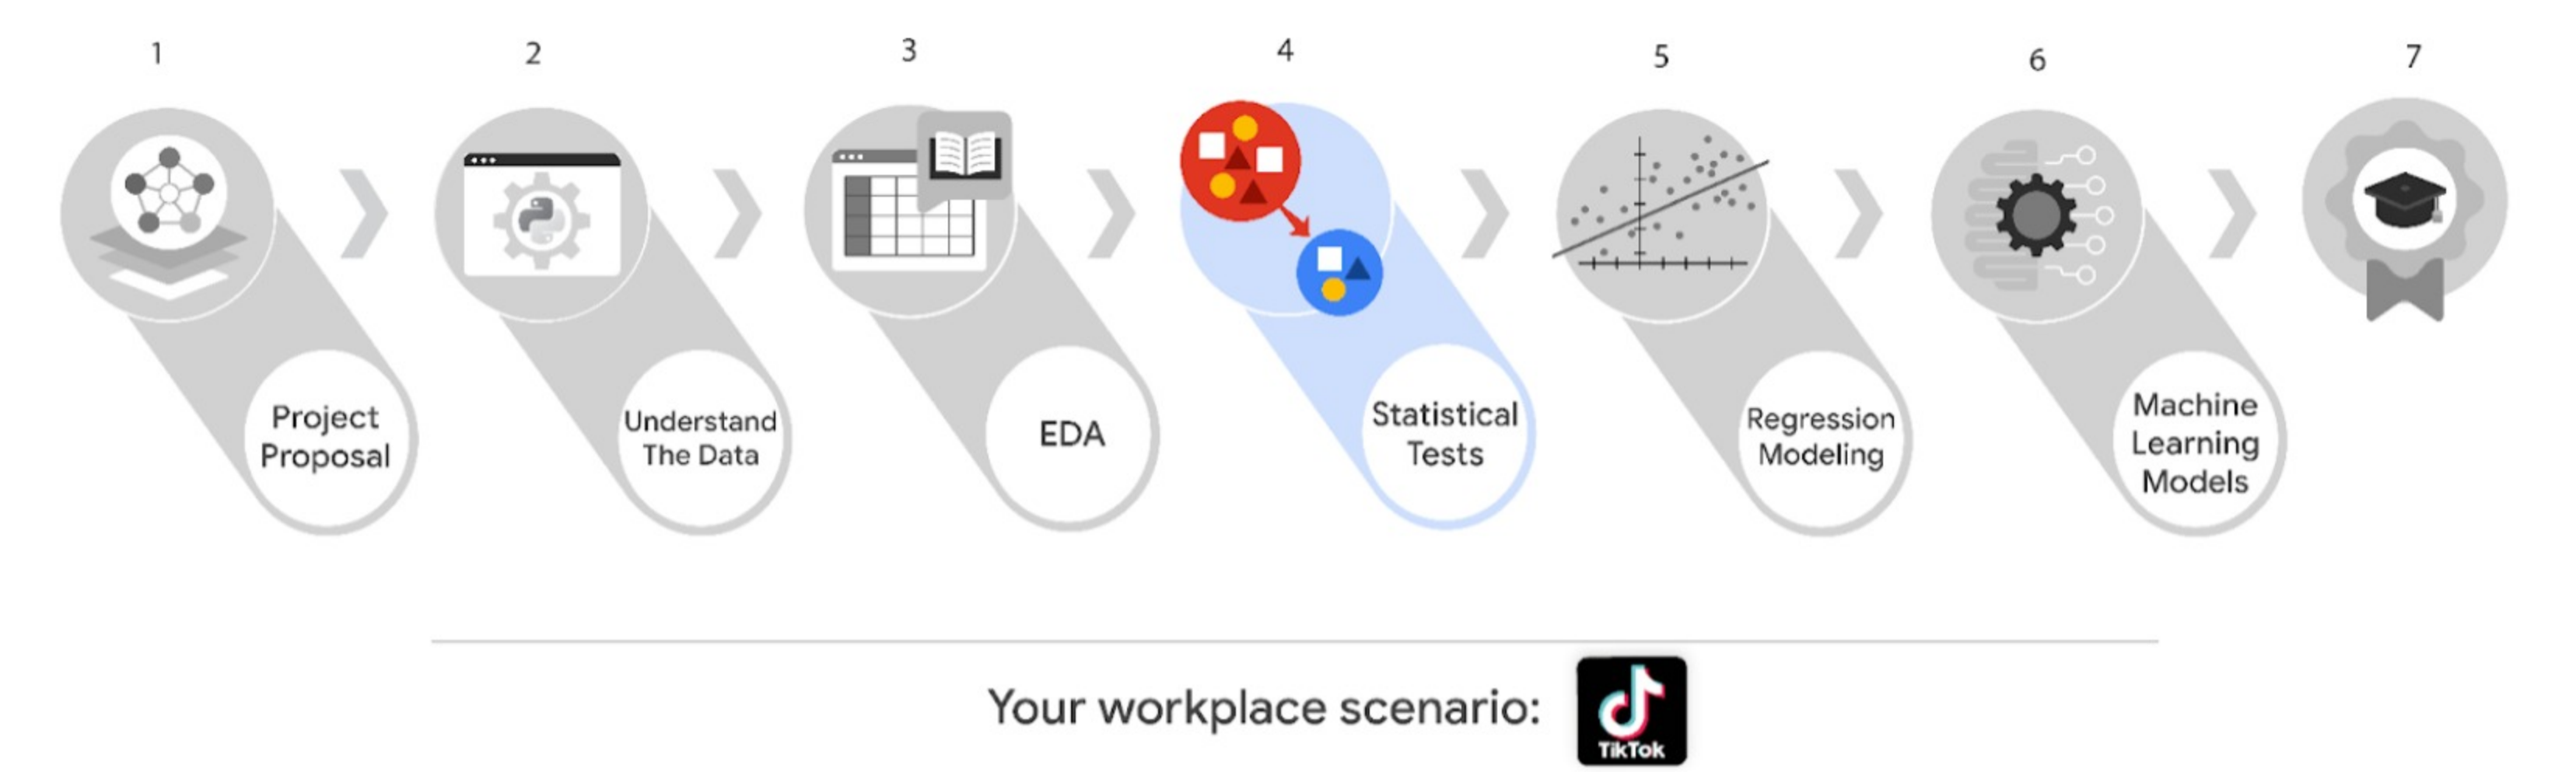 1
2
3
4
5
6
7
Project
Proposal
Understand
The Data
EDA
Statistical
Tests
Regression
Modeling
Machine
Learning
Models
Your workplace scenario:
TikTok